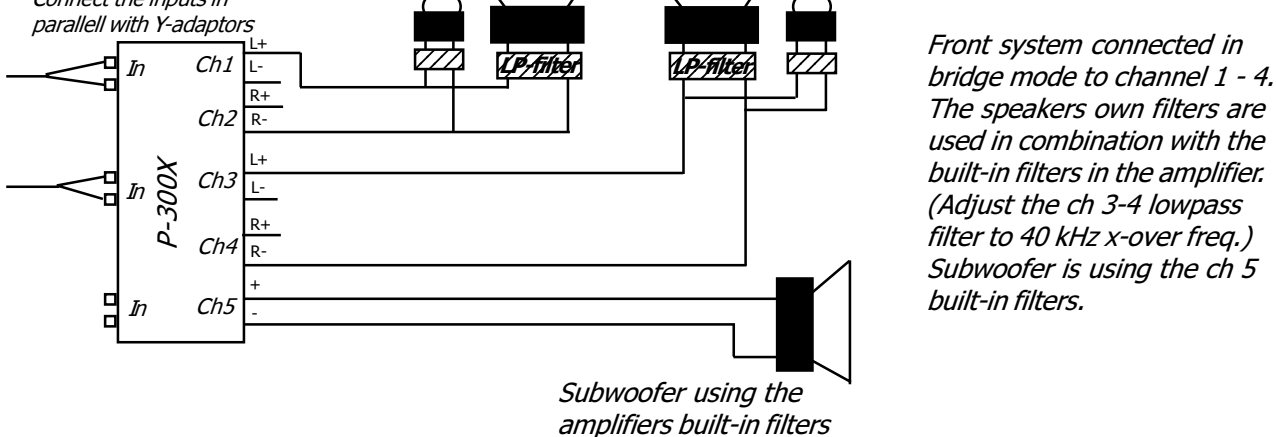 Connect the inputs in
parallell with Y-adaptors
In
Ch1
L+
L-
R+
Ch2
R-
In
Ch3
L+
L-
P-300X
R+
Ch4
R-
In
Ch5
+
-
LP-filter
LP-filter
Subwoofer using the
amplifiers built-in filters
Front system connected in
bridge mode to channel 1 - 4.
The speakers own filters are
used in combination with the
built-in filters in the amplifier.
(Adjust the ch 3-4 lowpass
filter to 40 kHz x-over freq.)
Subwoofer is using the ch 5
built-in filters.